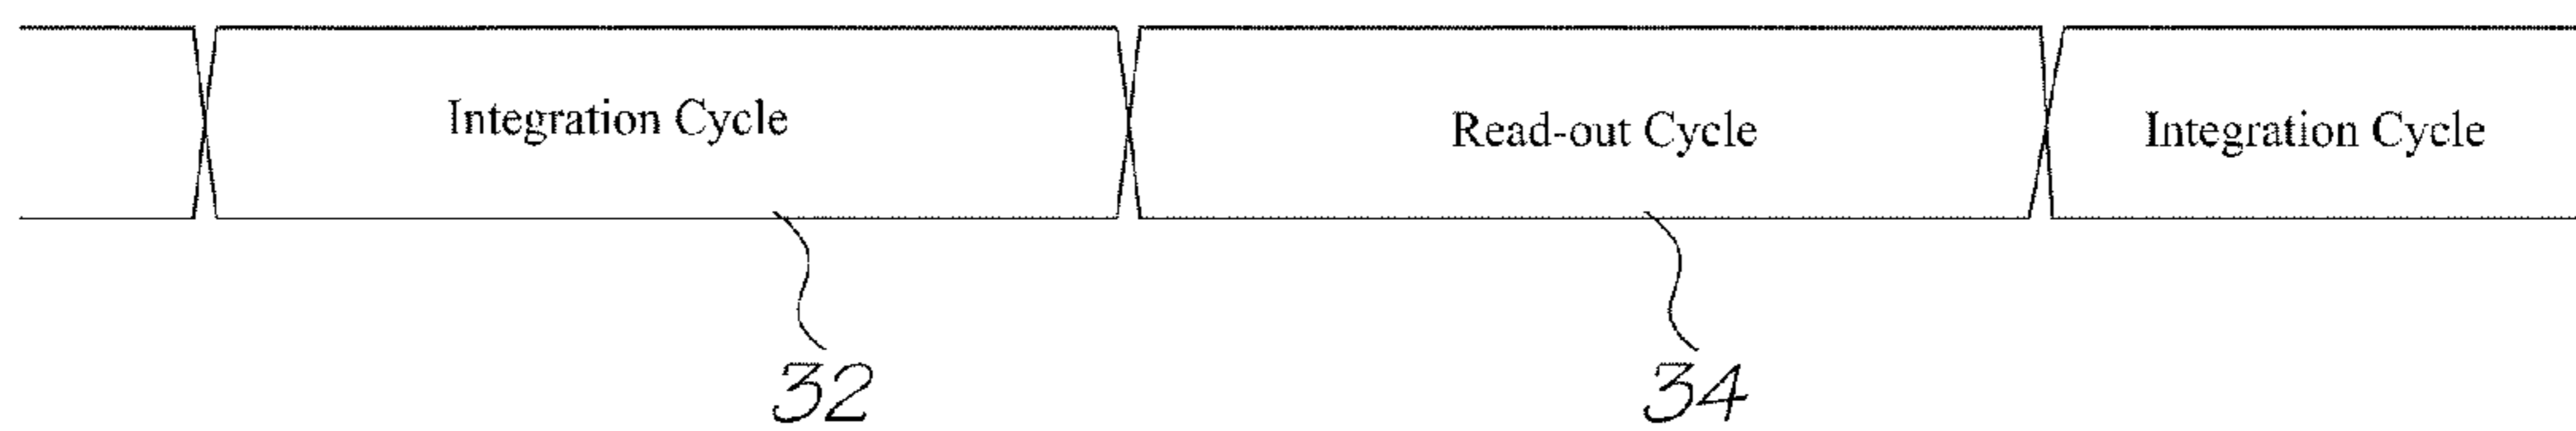 Integration Cycle
Read-out Cycle
Integration Cycle
32
34